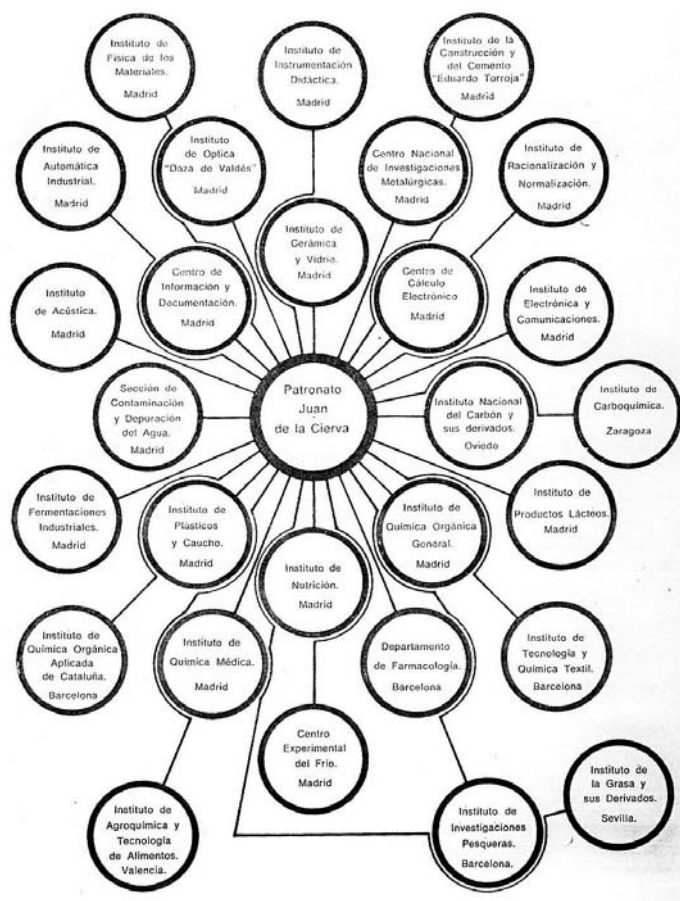 Instituto de
Física de los
Materiales.
Madrid
Instituto de
Instrumentación
Didáctica.
Madrid
Instituto de la
Construcción y
del Cemento
"Eduardo Torroja"
Madrid
Instituto de
Automática
Industrial.
Madrid
Instituto
de Optica
"Daza de Valdés"
Madrid
Centro Nacional
de Investigaciones
Metalúrgicas.
Madrid
Instituto de
Racionalización y
Normalización.
Madrid
Instituto de
Cerámica
y Vidrio.
Madrid
Centro de
Información y
Documentación.
Madrid
Centro de
Cálculo
Electrónico
Madrid
Instituto
de Acústica.
Madrid
Instituto de
Electrónica y
Comunicaciones.
Madrid
Patronato
Juan
de la Cierva
Sección de
Contaminación
y Depuración
del Agua.
Madrid
Instituto Nacional
del Carbón y
sus derivados.
Oviedo
Instituto de
Carboquímica.
Zaragoza
Instituto de
Fermentaciones
Industriales.
Madrid
Instituto de
Plásticos
y Caucho.
Madrid
Instituto de
Química Orgánica
General.
Madrid
Instituto de
Productos Lácteos.
Madrid
Instituto de
Nutrición.
Madrid
Instituto de
Química Orgánica
Aplicada
de Cataluña.
Barcelona
Instituto de
Química Médica.
Madrid
Departamento
de Farmacología.
Barcelona
Instituto de
Tecnología y
Química Textil.
Barcelona
Centro
Experimental
del Frío.
Madrid
Instituto de
Agroquímica y
Tecnología
de Alimentos.
Valencia.
Instituto de
Investigaciones
Pesqueras.
Barcelona.
Instituto de
la Grasa y
sus Derivados.
Sevilla.